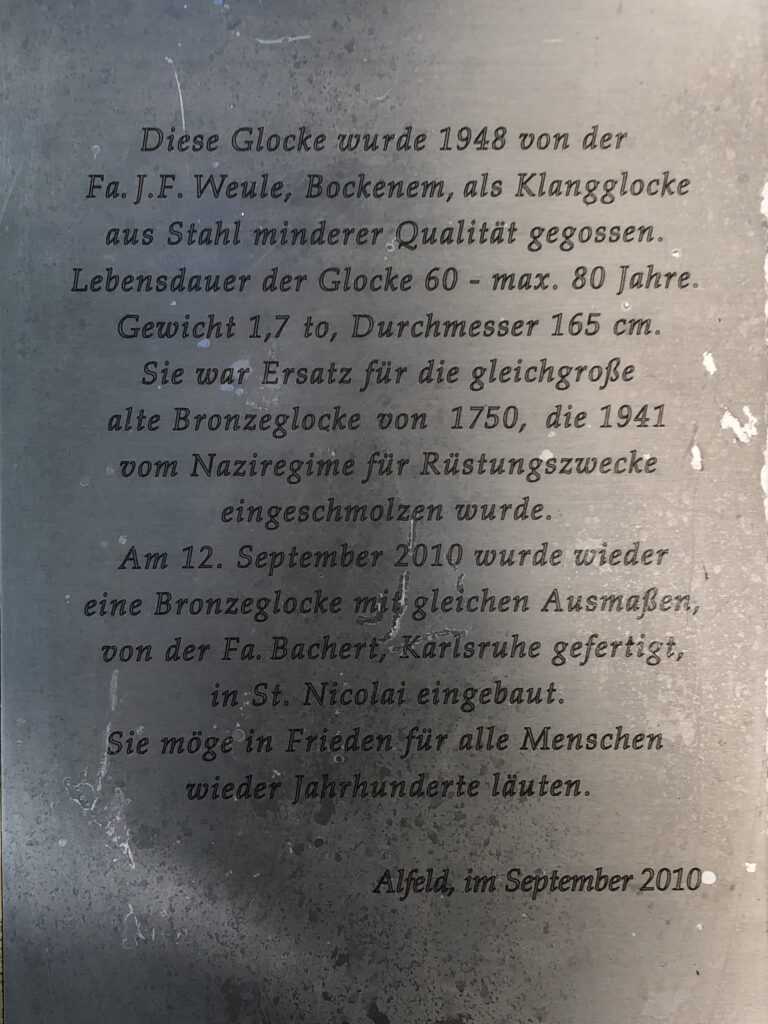 Diese Glocke wurde 1948 von der
Fa. J.F. Weule, Bockenem, als Klangglocke
aus Stahl minderer Qualität gegossen.
Lebensdauer der Glocke 60 - max. 80 Jahre.
Gewicht 1,7 to, Durchmesser 165 cm.
Sie war Ersatz für die gleichgroße
alte Bronzeglocke von 1750, die 1941
vom Naziregime für Rüstungszwecke
eingeschmolzen wurde.
Am 12. September 2010 wurde wieder
eine Bronzeglocke mit gleichen Ausmaßen,
von der Fa. Bachert, Karlsruhe gefertigt,
in St. Nicolai eingebaut.
Sie möge in Frieden für alle Menschen
wieder Jahrhunderte läuten.
Alfeld, im September 2010